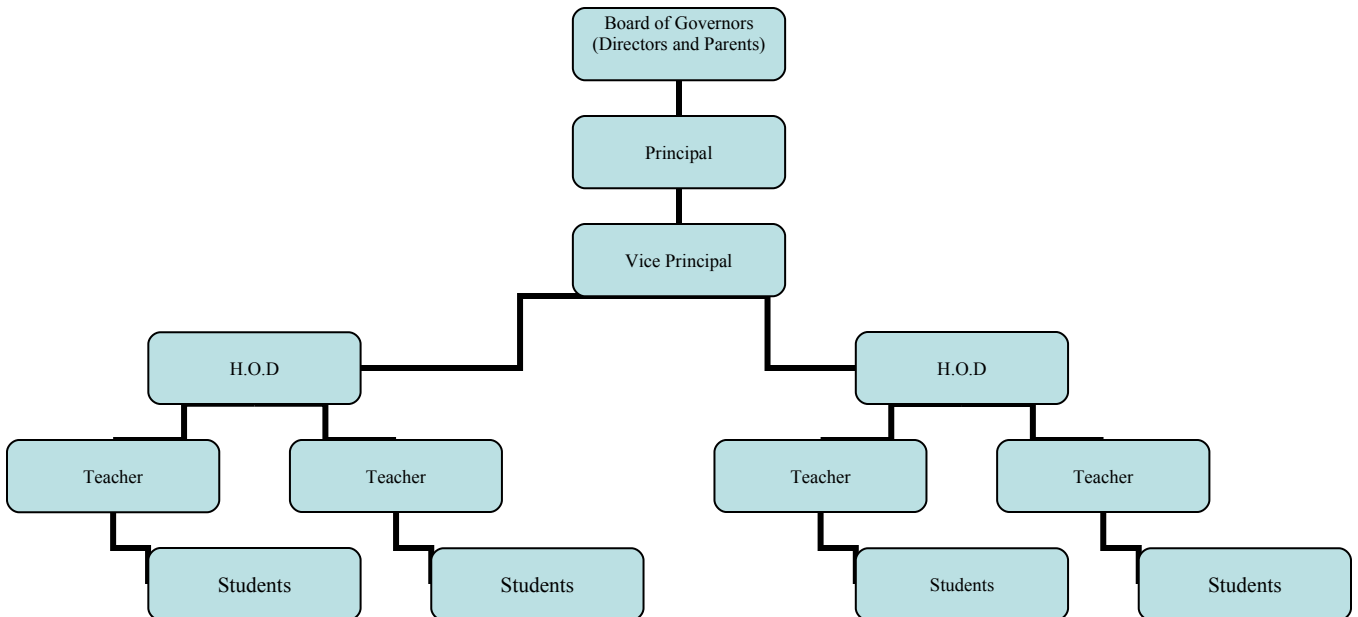 Board of Governors
(Directors and Parents)
Principal
Vice Principal
H.O.D
H.O.D
Teacher
Teacher
Teacher
Teacher
Students
Students
Students
Students